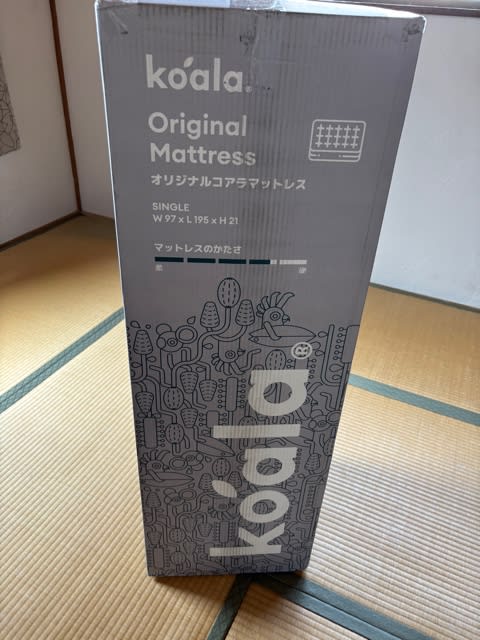 koala®
Original
Mattress
オリジナルコアラマットレス
SINGLE
W 97 x L 195 x H 21
マットレスのかたさ
koala®